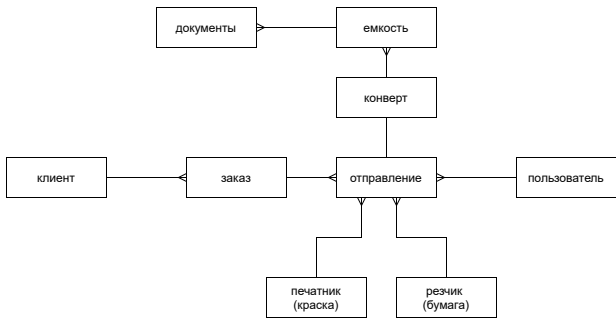 документы
емкость
конверт
клиент
заказ
отправление
пользователь
печатник
(краска)
резчик
(бумага)